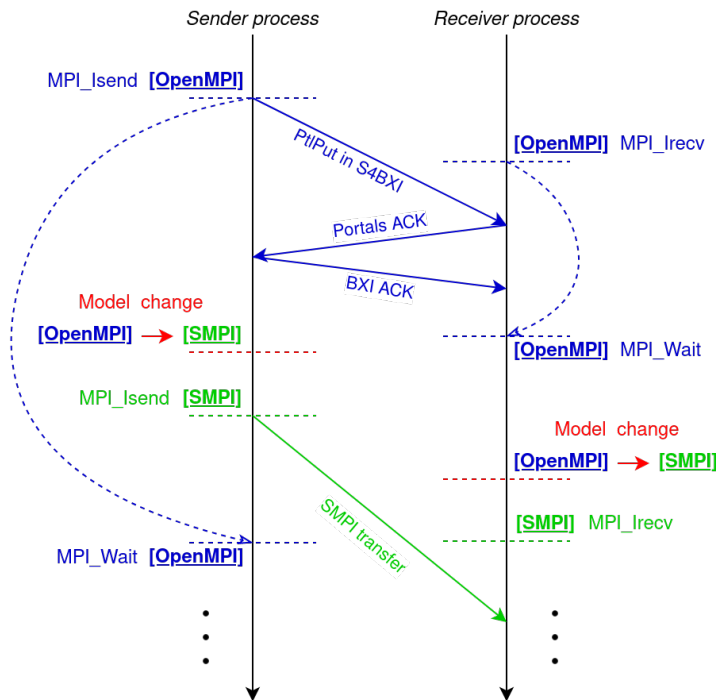 Sender process
Receiver process
MPI_Isend [OpenMPI]
[OpenMPI] MPI_Irecv
PtlPut in S4BXI
Portals ACK
BXI ACK
Model change
[OpenMPI] [SMPI]
[OpenMPI] MPI_Wait
MPI_Isend [SMPI]
Model change
[OpenMPI] [SMPI]
SMPI transfer
[SMPI] MPI_Irecv
MPI_Wait [OpenMPI]